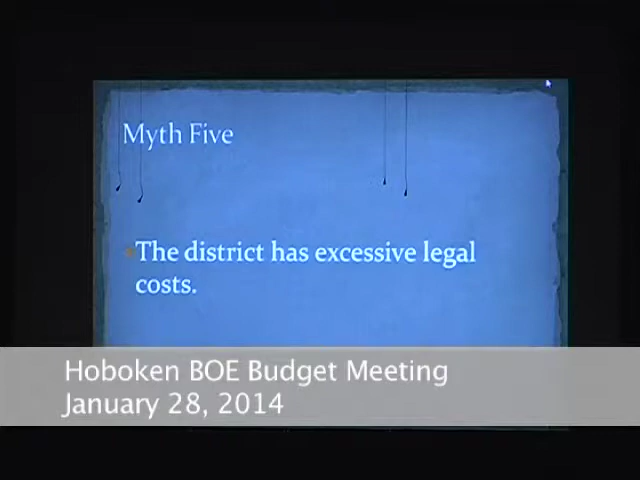 Myth Five
The district has excessive legal
costs.
Hoboken BOE Budget Meeting
January 28, 2014